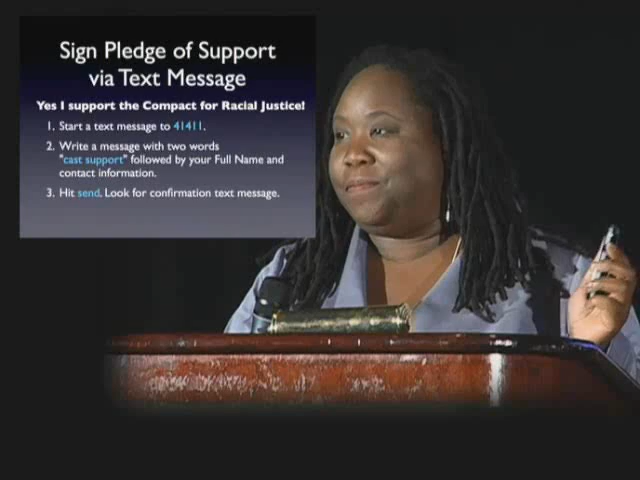 Sign Pledge of Support
via Text Message
Yes I support the Compact for Racial Justice!
1. Start a text message to 41411.
2. Write a message with two words
"cast support" followed by your Full Name and
contact information.
3. Hit send. Look for confirmation text message.